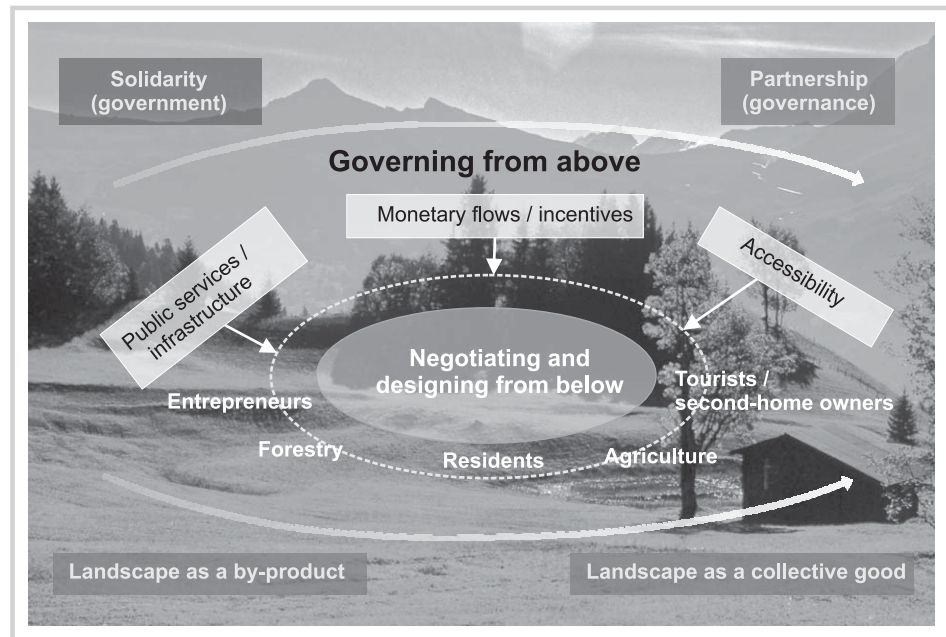 Solidarity
(government)
Partnership
(governance)
Governing from above
Monetary flows / incentives
Public services /
infrastructure
Accessibility
Negotiating and
designing from below
Entrepreneurs
Tourists /
second-home owners
Forestry
Residents
Agriculture
Landscape as a by-product
Landscape as a collective good